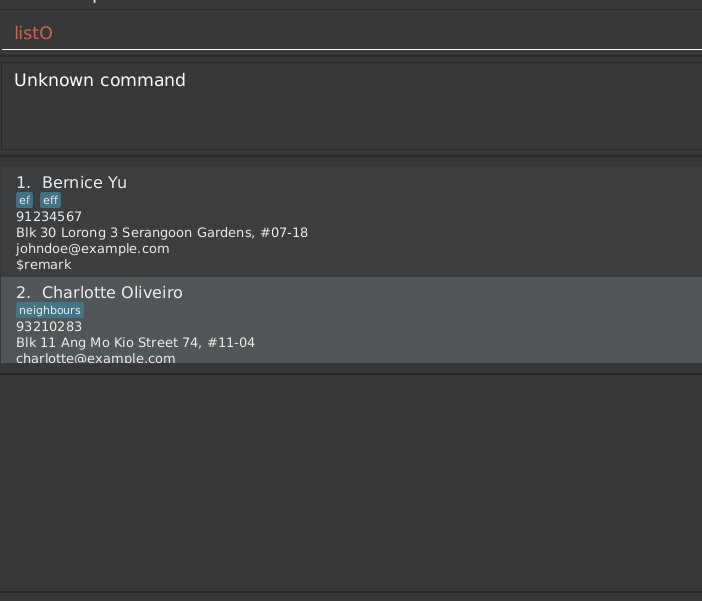 listO
Unknown command
1. Bernice Yu
ef eff
91234567
Blk 30 Lorong 3 Serangoon Gardens, #07-18
johndoe@example.com
$remark
2. Charlotte Oliveiro
neighbours
93210283
Blk 11 Ang Mo Kio Street 74, #11-04
charlotte@example.com